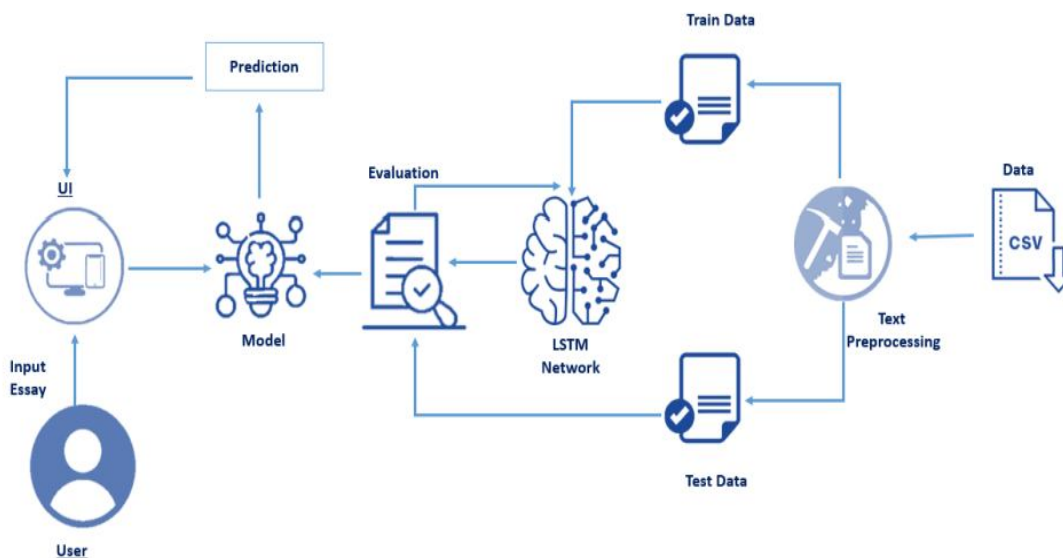 Train Data
Prediction
Evaluation
Data
UI
CSV
Text
Preprocessing
Model
LSTM
Network
Input
Essay
Test Data
User